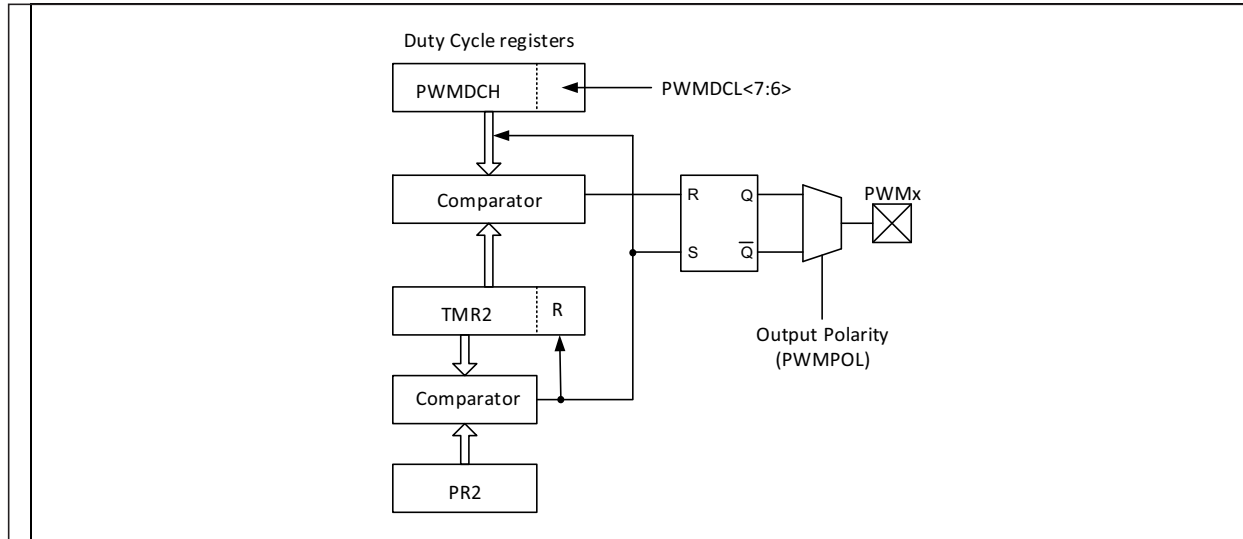 Duty Cycle registers
PWMDCH
PWMDCL<7:6>
Comparator
R
Q
PWMx
S
Q̅
TMR2
R
Output Polarity
(PWMPOL)
Comparator
PR2